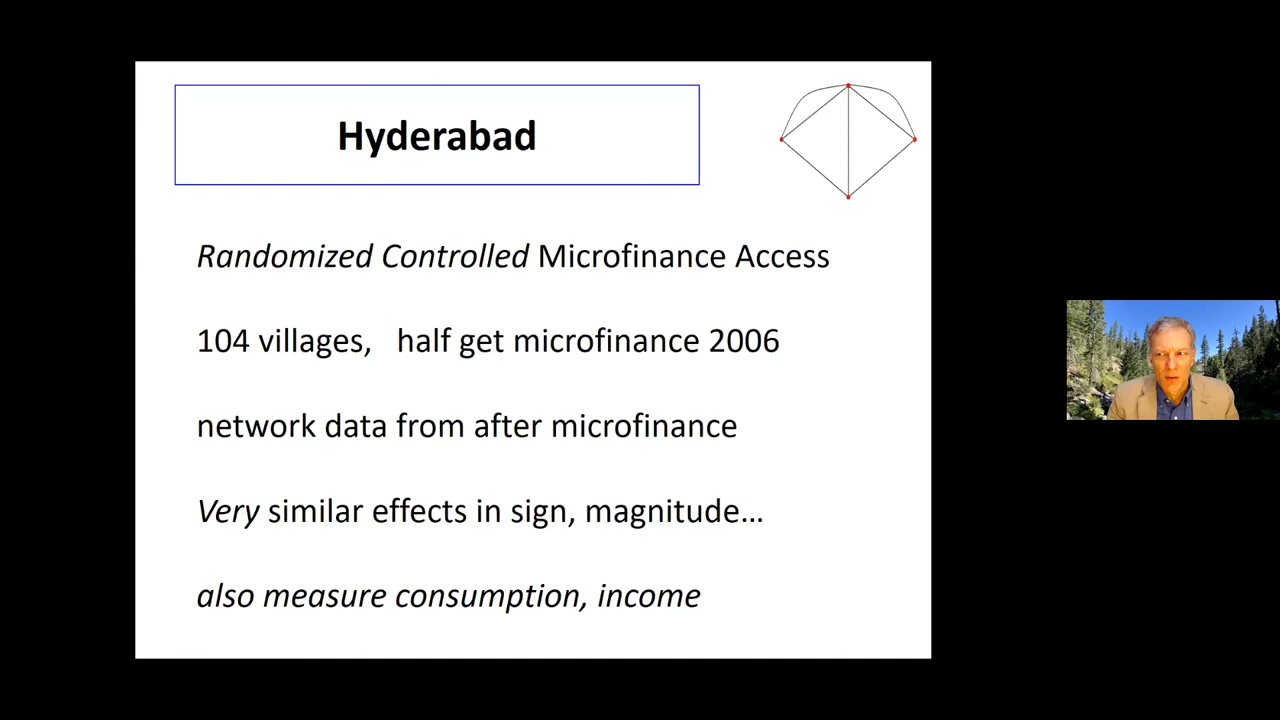 Hyderabad
Randomized Controlled Microfinance Access
104 villages, half get microfinance 2006
network data from after microfinance
Very similar effects in sign, magnitude…
also measure consumption, income